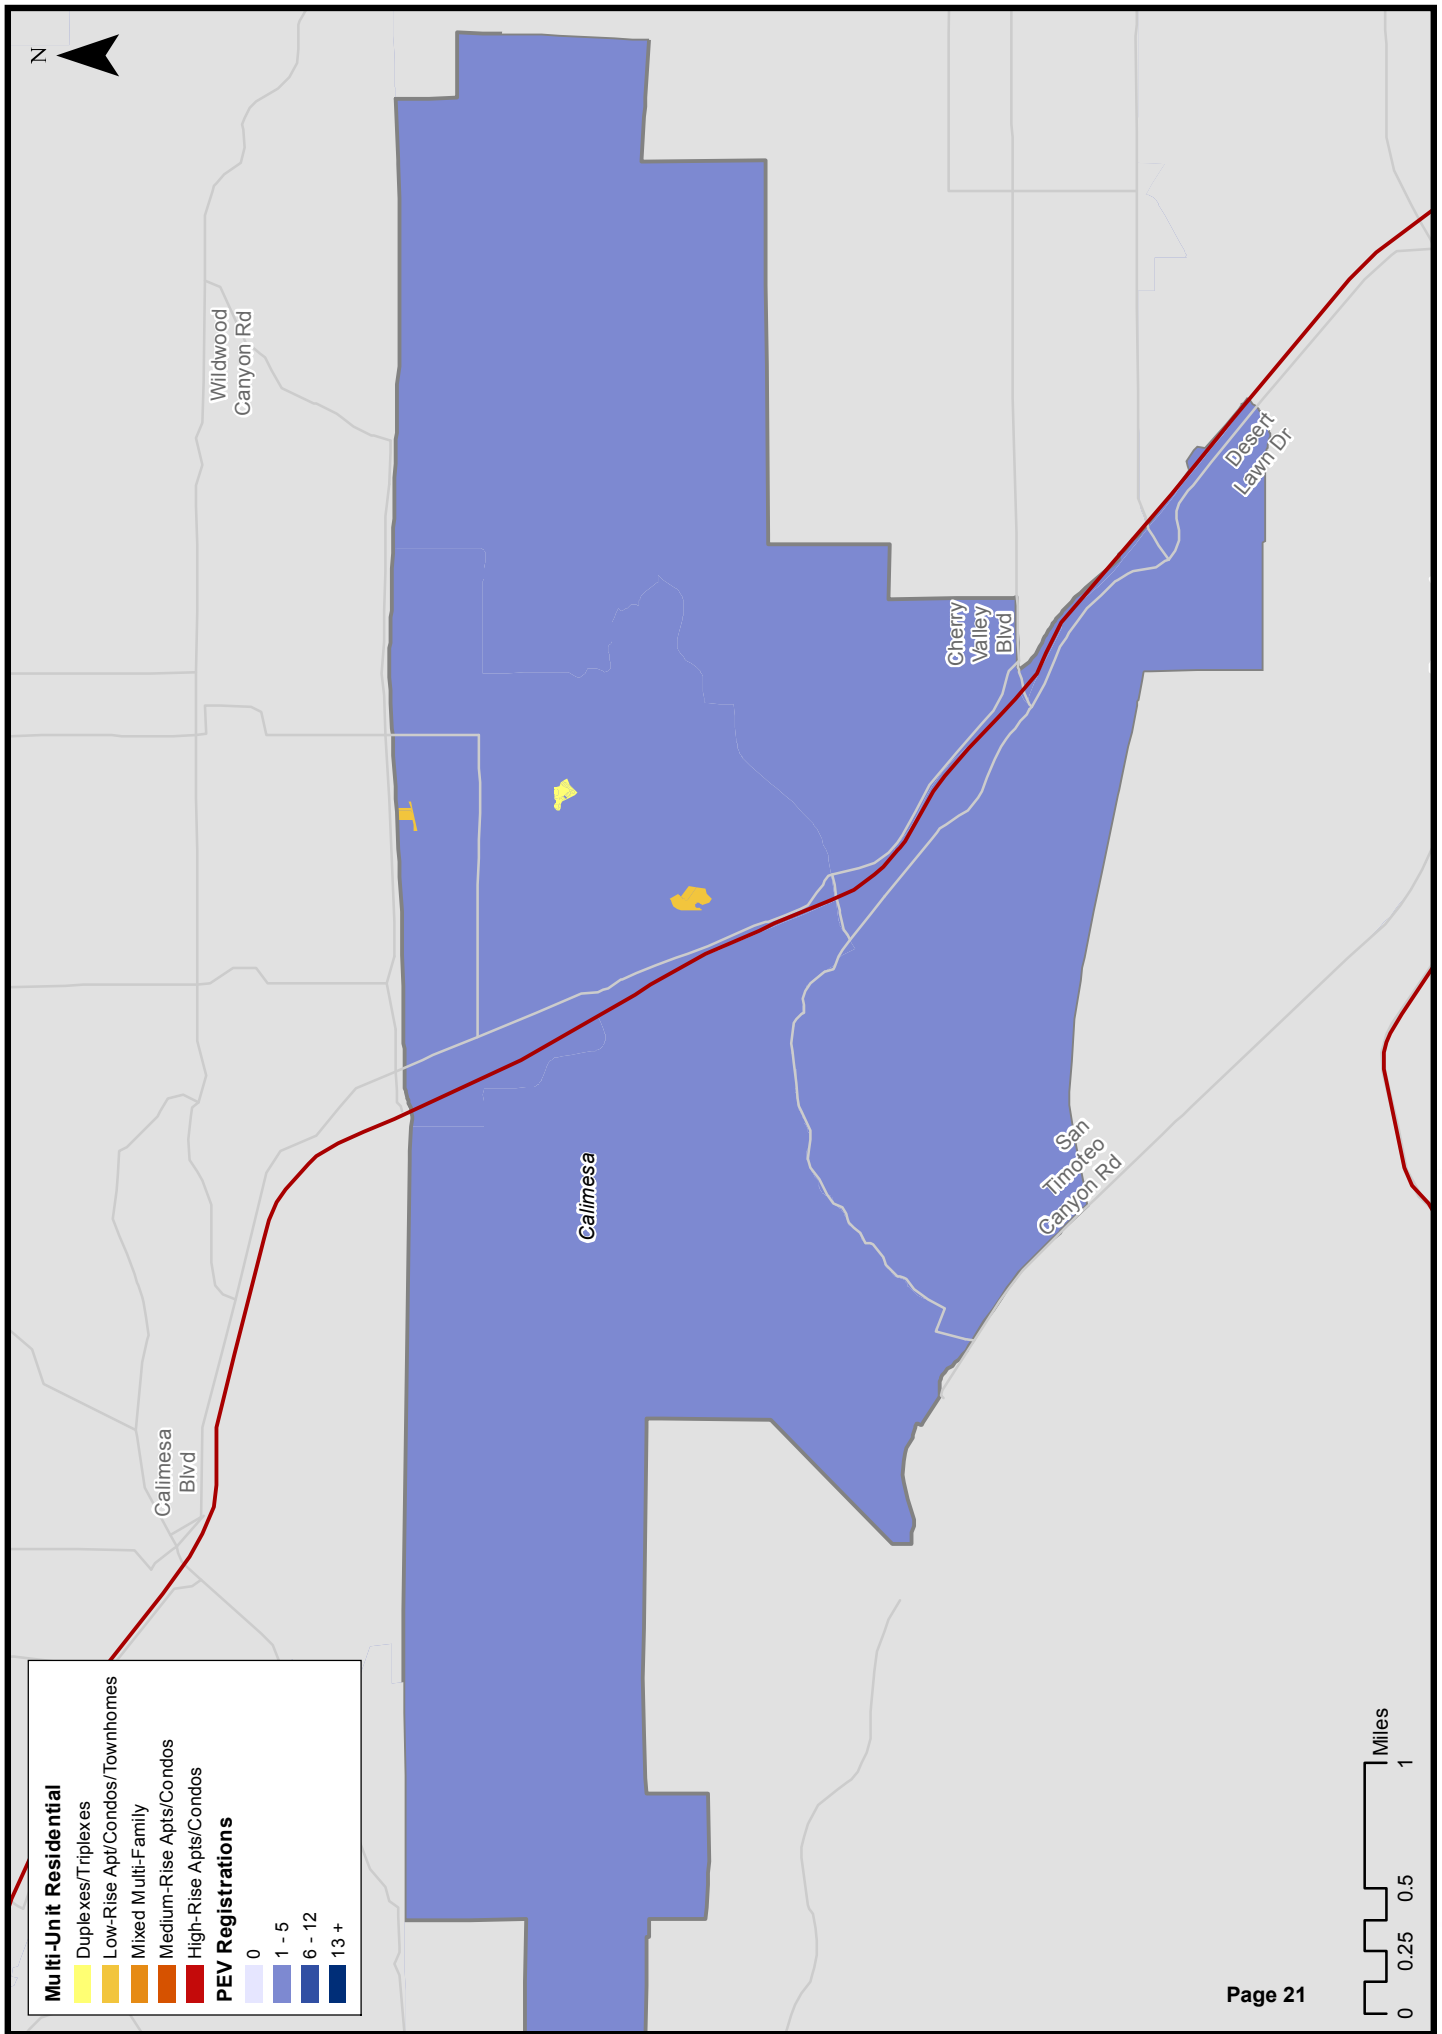 N
Wildwood
Canyon Rd
Cherry
Valley
Blvd
Desert
Lawn Dr
Calimesa
San
Timoteo
Canyon Rd
Calimesa
Blvd
Multi-Unit Residential
Duplexes/Triplexes
Low-Rise Apt/Condos/Townhomes
Mixed Multi-Family
Medium-Rise Apts/Condos
High-Rise Apts/Condos
PEV Registrations
0
1 - 5
6 - 12
13 +
Miles
0 0.25 0.5 1
Page 21